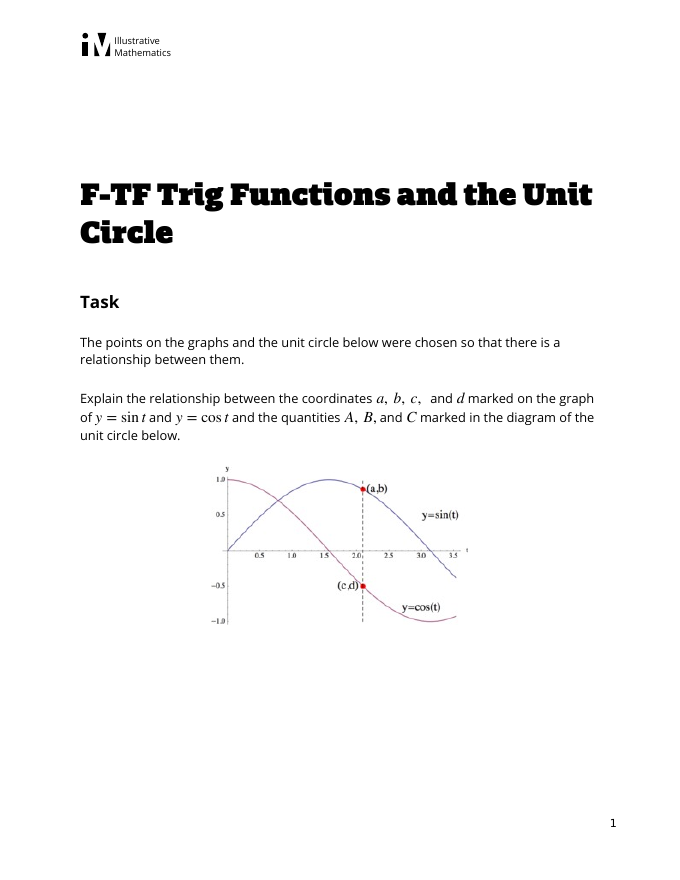 Illustrative
Mathematics
F-TF Trig Functions and the Unit
Circle
Task
The points on the graphs and the unit circle below were chosen so that there is a
relationship between them.
Explain the relationship between the coordinates a, b, c, and d marked on the graph
of y = sin t and y = cos t and the quantities A, B, and C marked in the diagram of the
unit circle below.
y
1.0
(a,b)
0.5
y=sin(t)
0.5 1.0 1.5 2.0 2.5 3.0 3.5 t
−0.5
(c,d)
y=cos(t)
−1.0
1